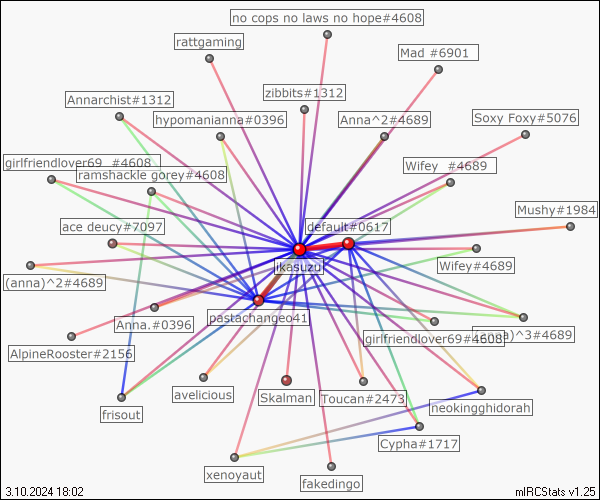 no cops no laws no hope#4608
rattgaming
Mad #6901
zibbits#1312
Annarchist#1312
hypomanianna#0396
Anna^2#4689
Soxy Foxy#5076
girlfriendlover69_#4608
Wifey_#4689
ramshackle gorey#4608
Mushy#1984
ace deucy#7097
default#0617
ikasuzu
Wifey#4689
(anna)^2#4689
pastachangeo41
Anna.#0396
girlfriendlover69#4608
)^3#4689
AlpineRooster#2156
avelicious
Skalman
Toucan#2473
neokingghidorah
frisout
Cypha#1717
xenoyaut
fakedingo
3.10.2024 18:02
mIRCStats v1.25